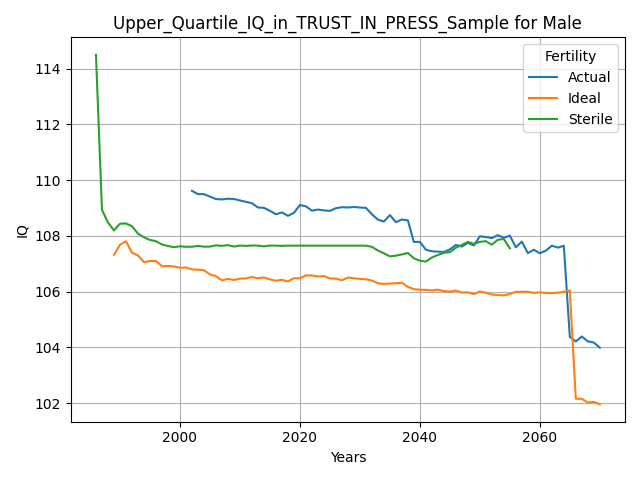 Upper_Quartile_IQ_in_TRUST_IN_PRESS_Sample for Male
Fertility
Actual
Ideal
Sterile
IQ
114
112
110
108
106
104
102
2000
2020
2040
2060
Years